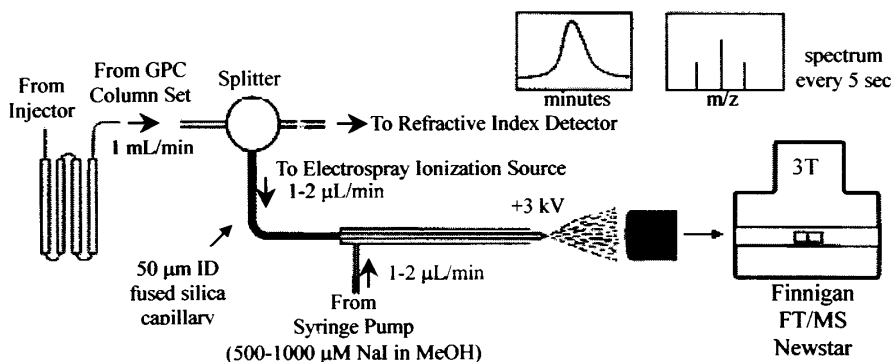 From
Injector
From GPC
Column Set
1 mL/min
Splitter
To Refractive Index Detector
minutes
m/z
spectrum
every 5 sec
To Electrospray Ionization Source
1-2 μL/min
+3 kV
3T
50 μm ID
fused silica
capillary
1-2 μL/min
From
Syringe Pump
(500-1000 μM NaI in MeOH)
Finnigan
FT/MS
Newstar